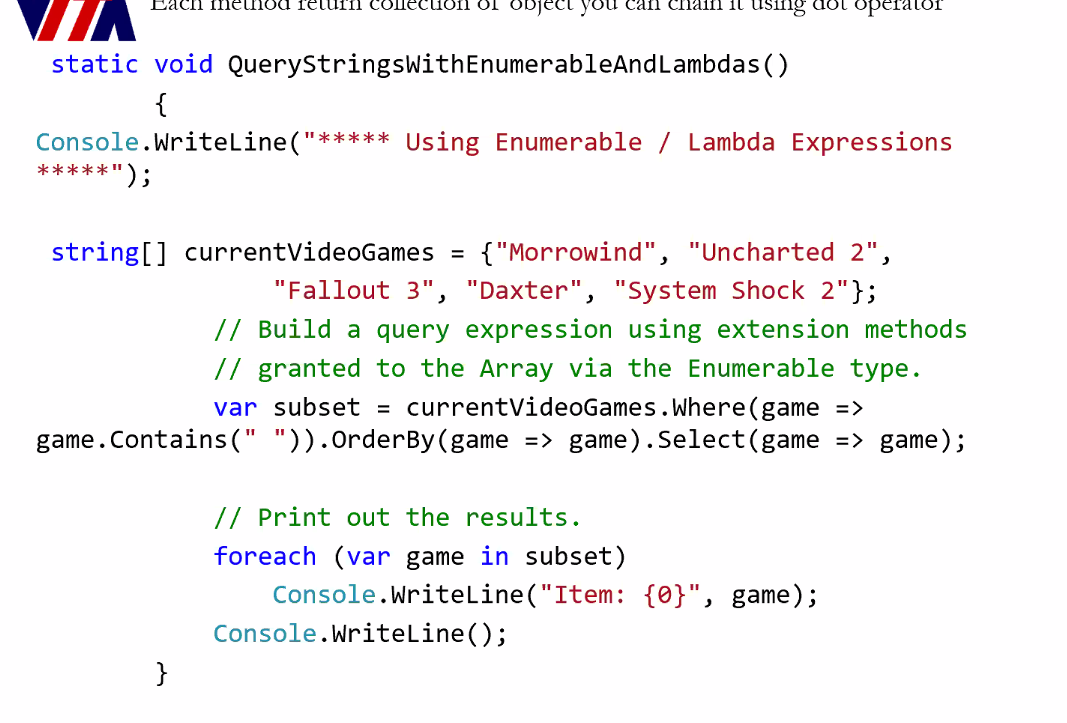 VITA
Each method return collection of object you can chain it using dot operator
static void QueryStringsWithEnumerableAndLambdas()
{
Console.WriteLine("***** Using Enumerable / Lambda Expressions
*****");
string[] currentVideoGames = {"Morrowind", "Uncharted 2",
"Fallout 3", "Daxter", "System Shock 2"};
// Build a query expression using extension methods
// granted to the Array via the Enumerable type.
var subset = currentVideoGames.Where(game =>
game.Contains(" ")).OrderBy(game => game).Select(game => game);
// Print out the results.
foreach (var game in subset)
Console.WriteLine("Item: {0}", game);
Console.WriteLine();
}